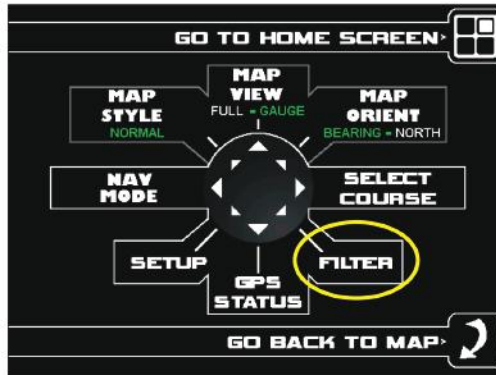 GO TO HOME SCREEN
MAP
VIEW
FULL - GAUGE
MAP
STYLE
NORMAL
MAP
ORIENT
BEARING - NORTH
NAV
MODE
SELECT
COURSE
SETUP
FILTER
GPS
STATUS
GO BACK TO MAP